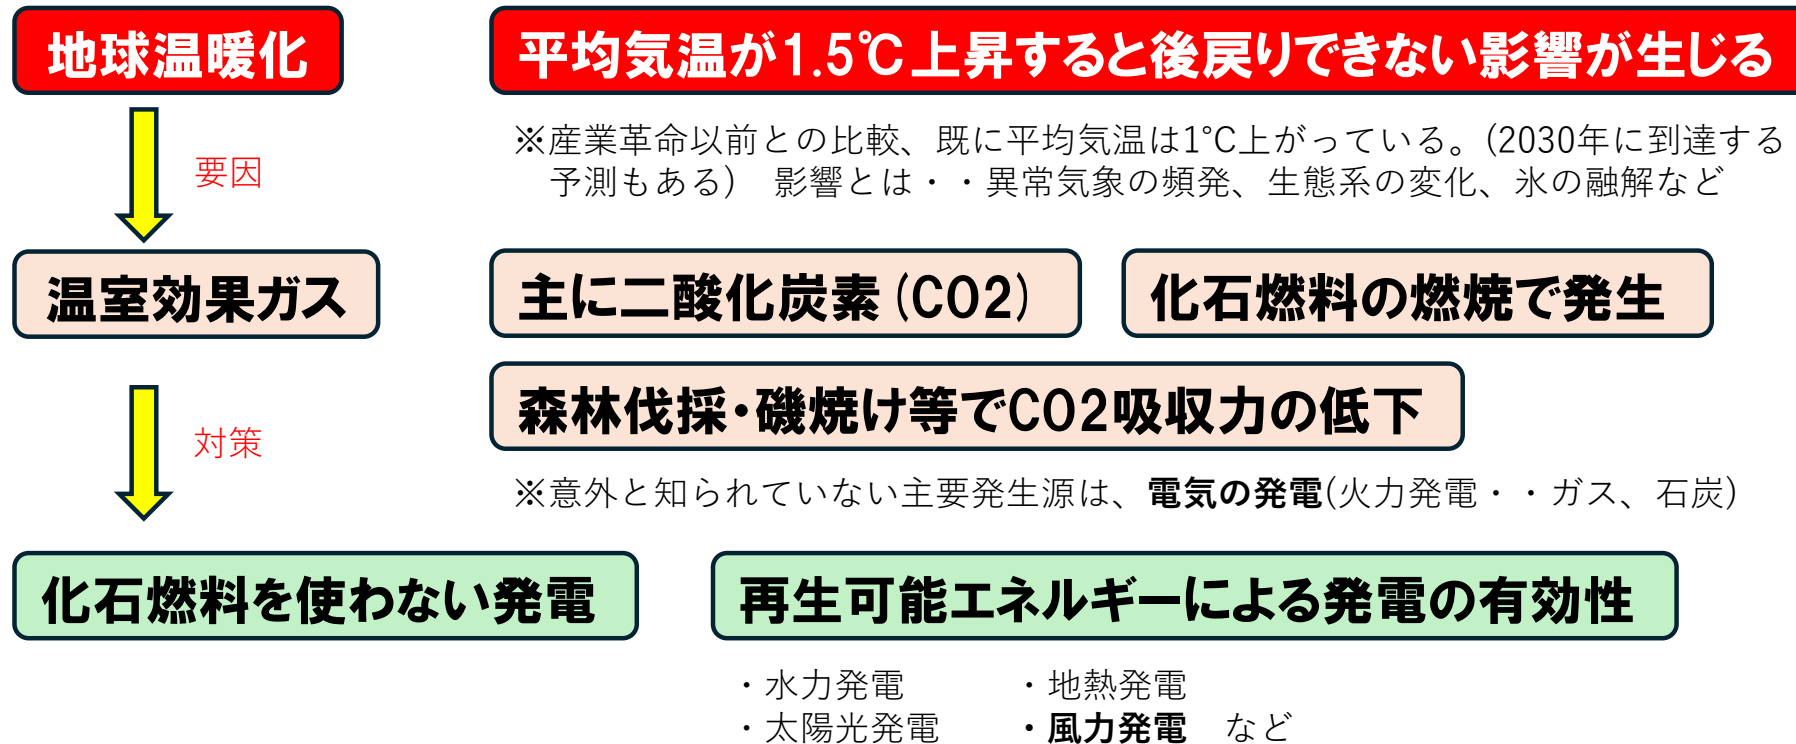 地球温暖化
平均気温が1.5℃上昇すると後戻りできない影響が生じる
※産業革命以前との比較、既に平均気温は1℃上がっている。(2030年に到達する
予測もある)　影響とは・・異常気象の頻発、生態系の変化、氷の融解など
要因
温室効果ガス
主に二酸化炭素(CO2)
化石燃料の燃焼で発生
森林伐採・磯焼け等でCO2吸収力の低下
対策
※意外と知られていない主要発生源は、電気の発電(火力発電・・ガス、石炭)
化石燃料を使わない発電
再生可能エネルギーによる発電の有効性
・水力発電　・地熱発電
・太陽光発電　・風力発電　など